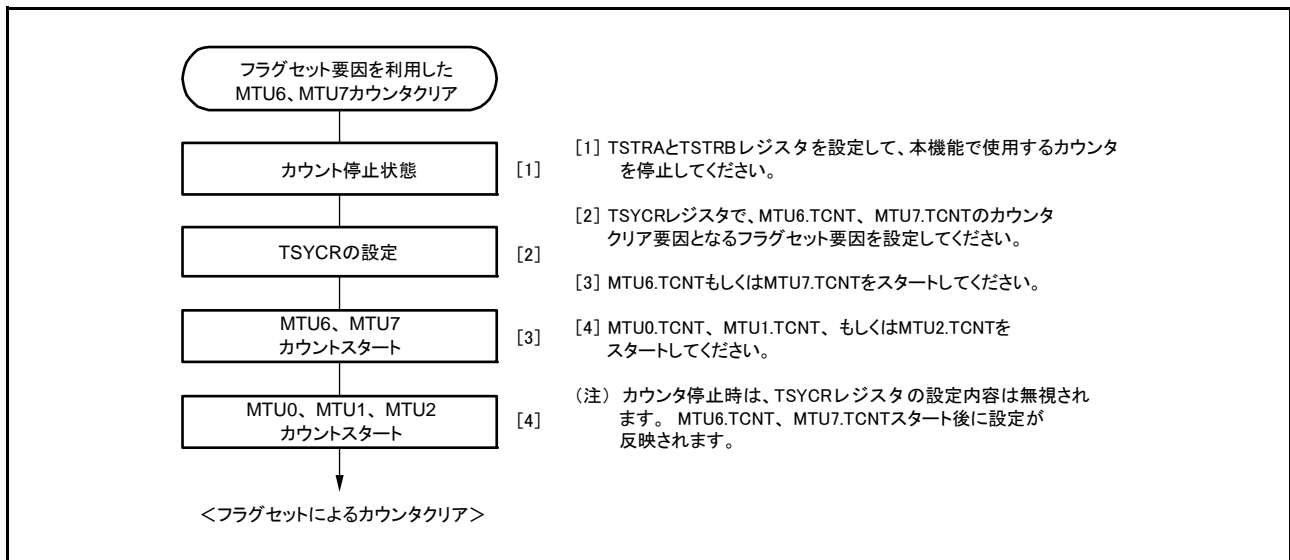 フラグセット要因を利用した
MTU6、MTU7カウンタクリア
カウント停止状態
[1]
TSYCRの設定
[2]
MTU6、MTU7
カウントスタート
[3]
MTU0、MTU1、MTU2
カウントスタート
[4]
＜フラグセットによるカウンタクリア＞
[1] TSTRAとTSTRBレジスタを設定して、本機能で使用するカウンタ
を停止してください。
[2] TSYCRレジスタで、MTU6.TCNT、MTU7.TCNTのカウンタ
クリア要因となるフラグセット要因を設定してください。
[3] MTU6.TCNTもしくはMTU7.TCNTをスタートしてください。
[4] MTU0.TCNT、MTU1.TCNT、もしくはMTU2.TCNTを
スタートしてください。
（注） カウンタ停止時は、TSYCRレジスタの設定内容は無視され
ます。MTU6.TCNT、MTU7.TCNTスタート後に設定が
反映されます。